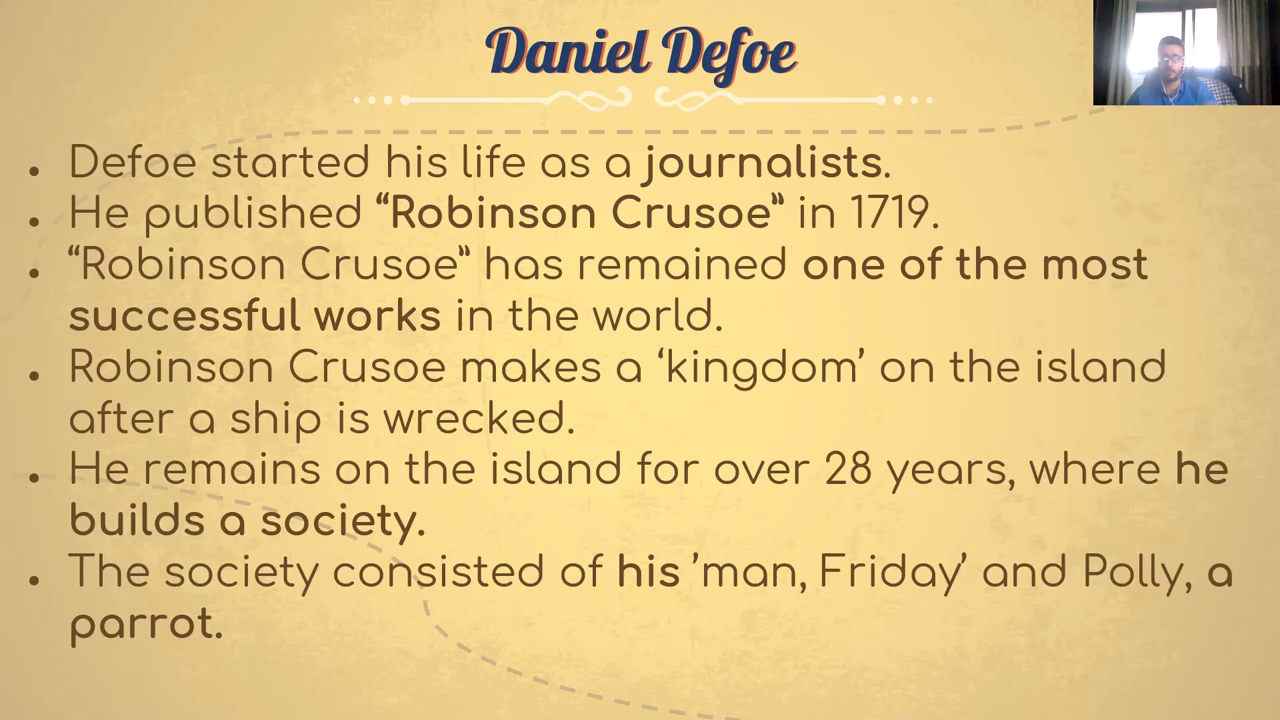 Daniel Defoe
• Defoe started his life as a journalists.
• He published “Robinson Crusoe” in 1719.
• “Robinson Crusoe” has remained one of the most
successful works in the world.
• Robinson Crusoe makes a ‘kingdom’ on the island
after a ship is wrecked.
• He remains on the island for over 28 years, where he
builds a society.
• The society consisted of his ’man, Friday’ and Polly, a
parrot.